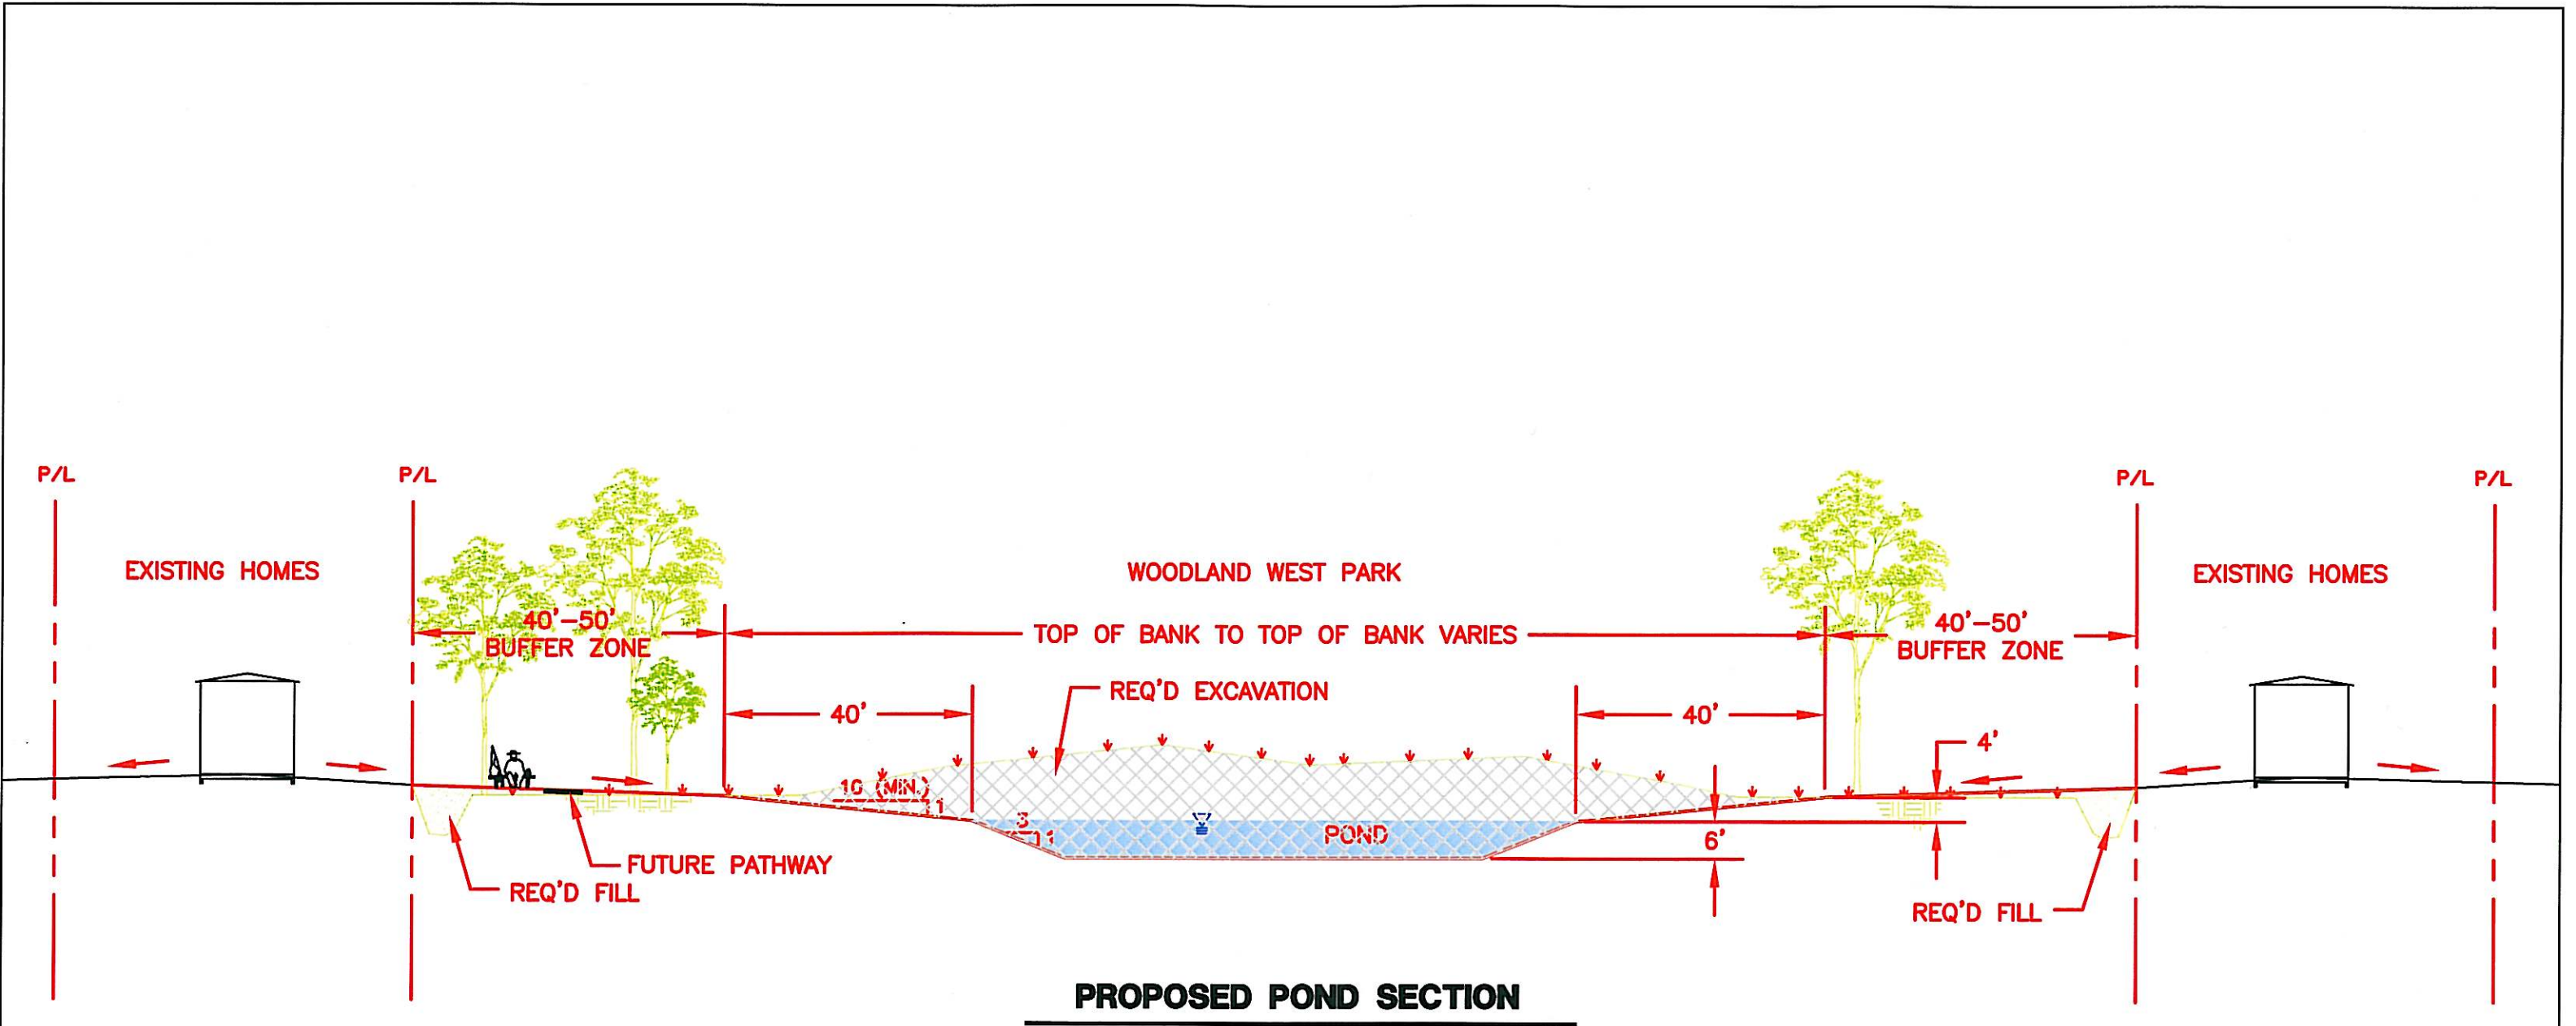 P/L
P/L
P/L
P/L
EXISTING HOMES
WOODLAND WEST PARK
EXISTING HOMES
40'-50'
BUFFER ZONE
TOP OF BANK TO TOP OF BANK VARIES
40'-50'
BUFFER ZONE
REQ'D EXCAVATION
40'
40'
4'
10 (MIN.)
1
3
1
POND
6'
FUTURE PATHWAY
REQ'D FILL
REQ'D FILL
PROPOSED POND SECTION